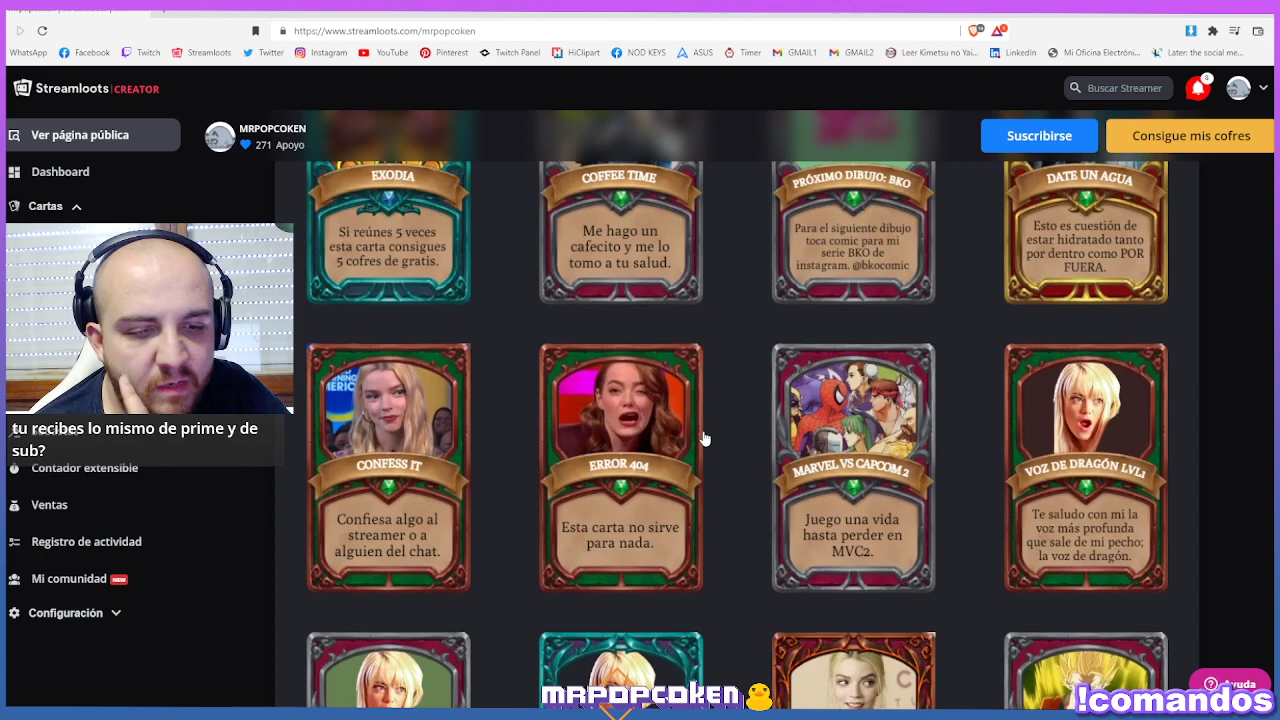 https://www.streamloots.com/mrpopcoken
WhatsApp Facebook Twitch Streamloots Twitter Instagram YouTube Pinterest Twitch Panel HiClipart NOD KEYS ASUS Timer GMAIL1 GMAIL2 Leer Kimetsu no Yai... LinkedIn Mi Oficina Electróni... Later: the social me...
Streamloots | CREATOR
Buscar Streamer
8
Ver página pública
MRPOPCOKEN
271 Apoyo
Suscribirse
Consigue mis cofres
Dashboard
Cartas
EXODIA
Si reúnes 5 veces
esta carta consigues
5 cofres de gratis.
COFFEE TIME
Me hago un
cafecito y me lo
tomo a tu salud.
PRÓXIMO DIBUJO: BKO
Para el siguiente dibujo
toca comic para mi
serie BKO de
instagram. @bkocomic
DATE UN AGUA
Esto es cuestión de
estar hidratado tanto
por dentro como POR
FUERA.
tu recibes lo mismo de prime y de
sub?
Contador extensible
Ventas
Registro de actividad
Mi comunidad NEW
Configuración
CONFESS IT
Confiesa algo al
streamer o a
alguien del chat.
ERROR 404
Esta carta no sirve
para nada.
MARVEL VS CAPCOM 2
Juego una vida
hasta perder en
MVC2.
VOZ DE DRAGÓN LVL1
Te saludo con mi la
voz más profunda
que sale de mi pecho;
la voz de dragón.
Ayuda
MRPOPCOKEN
!comandos